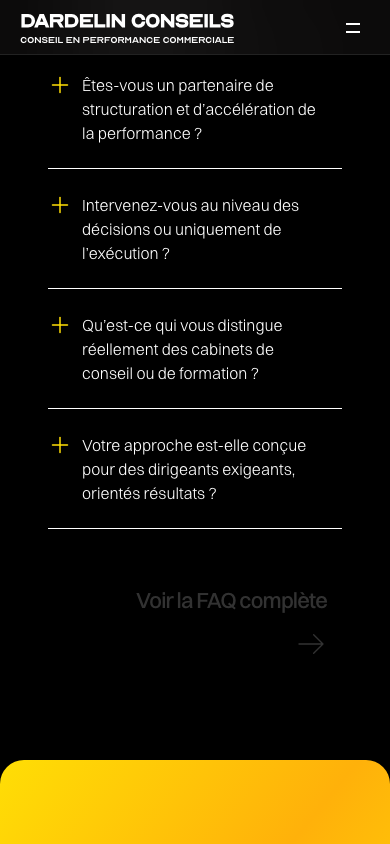 DARDELIN CONSEILS
CONSEIL EN PERFORMANCE COMMERCIALE
Êtes-vous un partenaire de
structuration et d’accélération de
la performance ?
Intervenez-vous au niveau des
décisions ou uniquement de
l’exécution ?
Qu’est-ce qui vous distingue
réellement des cabinets de
conseil ou de formation ?
Votre approche est-elle conçue
pour des dirigeants exigeants,
orientés résultats ?
Voir la FAQ complète